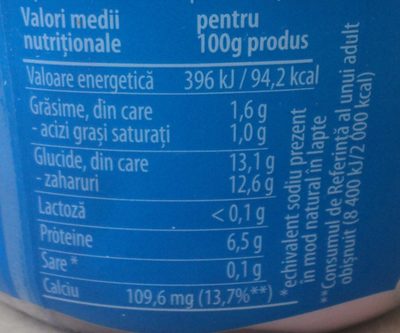 Valori medii pentru
nutriționale 100g produs
Valoare energetică 396 kJ / 94,2 kcal
Grăsime, din care 1,6 g
- acizi grași saturați 1,0 g
Glucide, din care 13,1 g
- zaharuri 12,6 g
Lactoză < 0,1 g
Proteine 6,5 g
Sare * 0,1 g
Calciu 109,6 mg (13,7%**)
* echivalent sodiu prezent
în mod natural în lapte
**Consumul de Referință al unui adult
obișnuit (8 400 kJ/2 000 kcal)